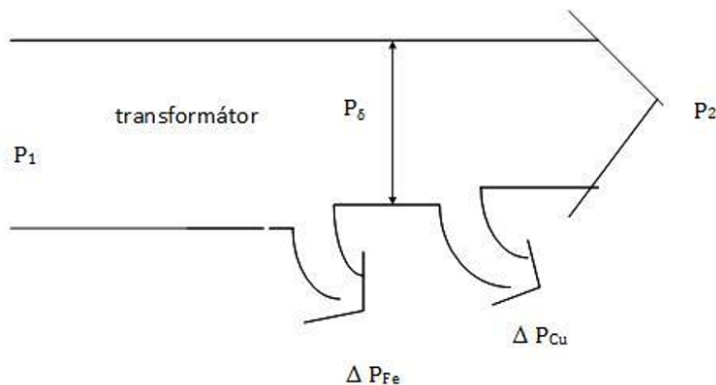 transformátor
P₁
Pδ
P2
Δ PFe
Δ PCu